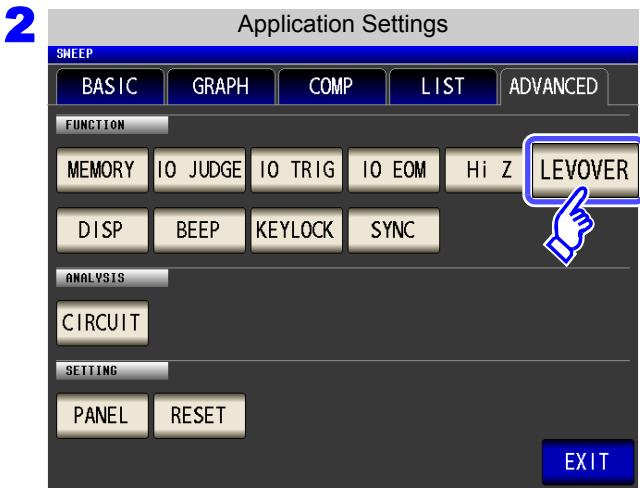 2
Application Settings
SWEEP
BASIC GRAPH COMP LIST ADVANCED
FUNCTION
MEMORY IO JUDGE IO TRIG IO EOM Hi Z LEVOVER
DISP BEEP KEYLOCK SYNC
ANALYSIS
CIRCUIT
SETTING
PANEL RESET
EXIT